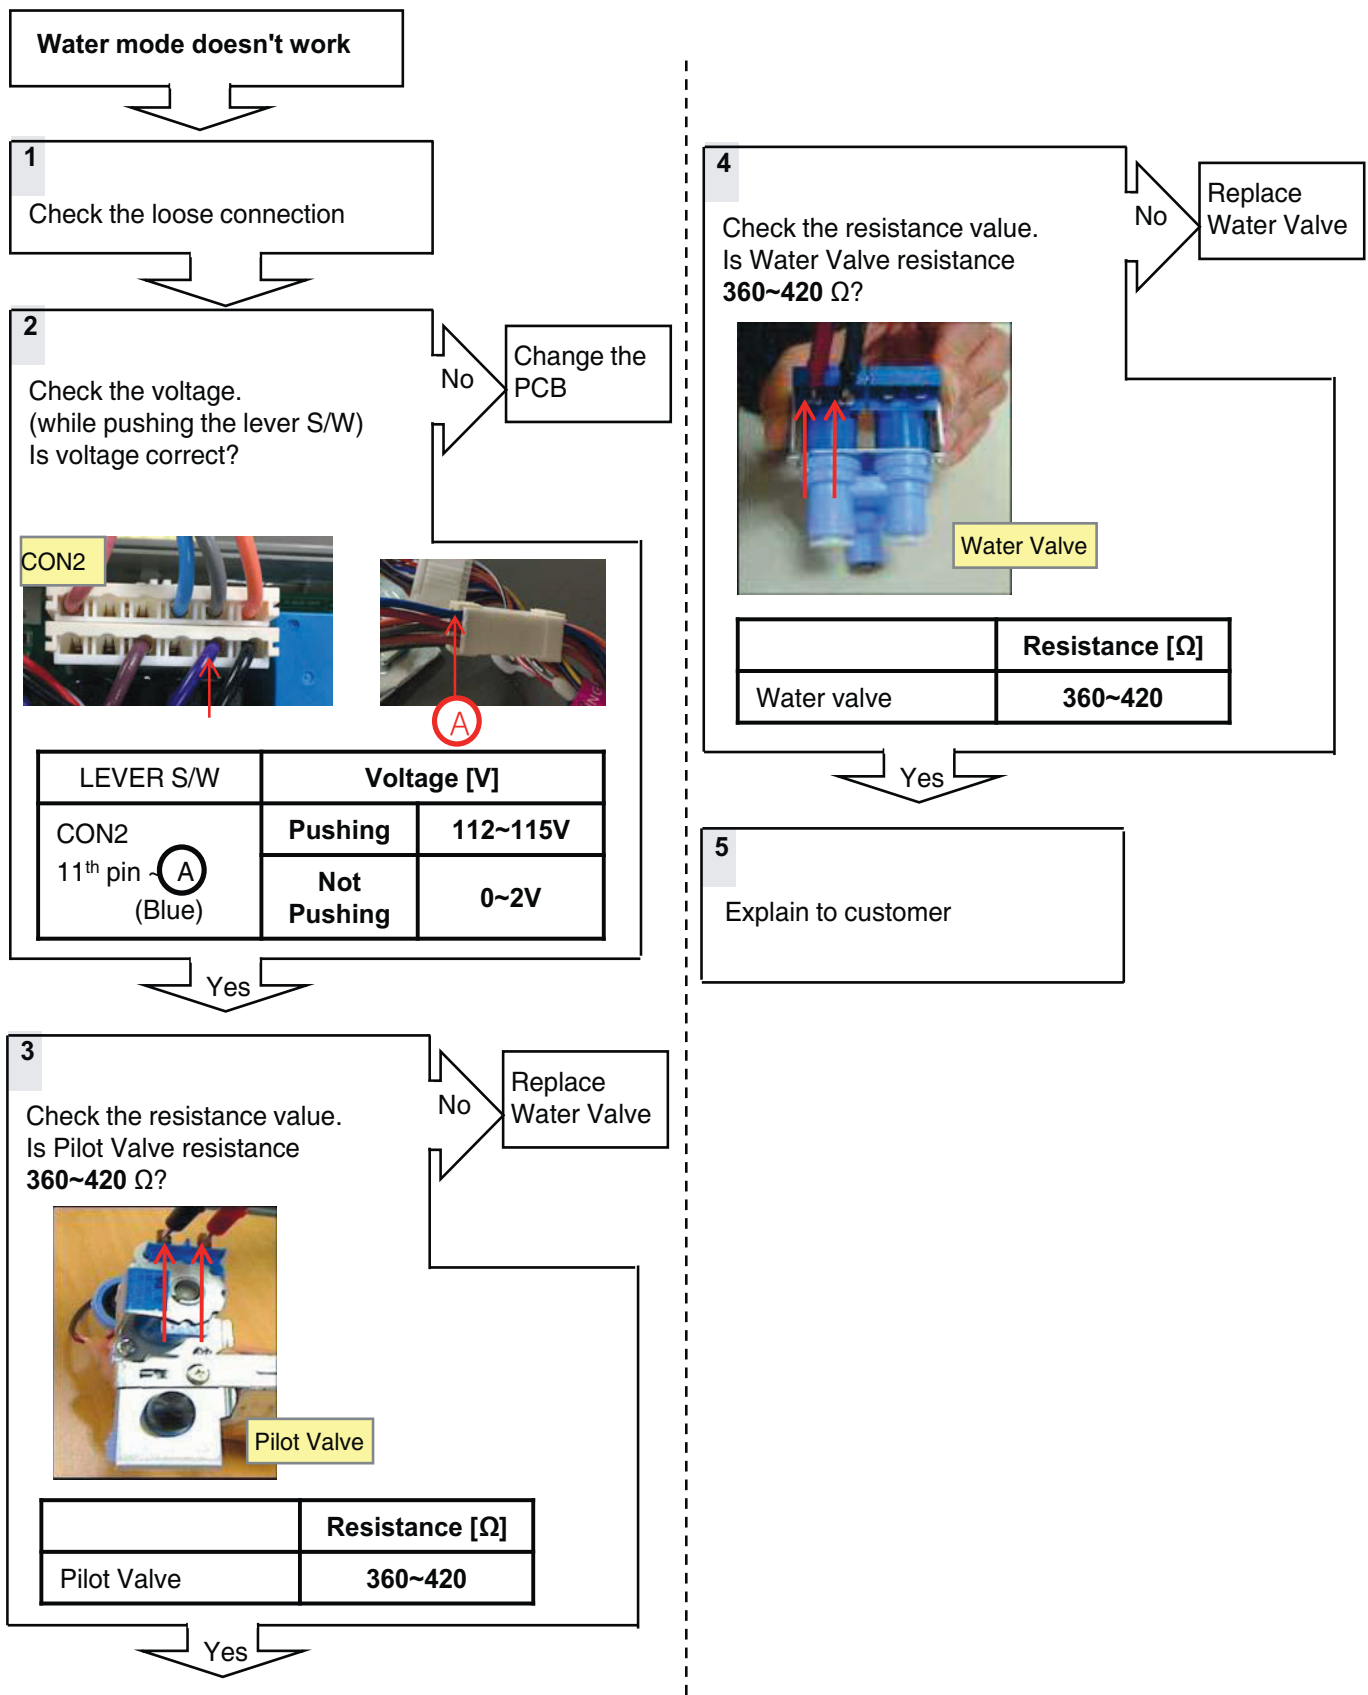 Water mode doesn't work
1
Check the loose connection
2
Check the voltage.
(while pushing the lever S/W)
Is voltage correct?
No
Change the
PCB
CON2
A
LEVER S/W
Voltage [V]
CON2
11th pin ~ A
(Blue)
Pushing
112~115V
Not
Pushing
0~2V
Yes
3
Check the resistance value.
Is Pilot Valve resistance
360~420 Ω?
No
Replace
Water Valve
Pilot Valve
Resistance [Ω]
Pilot Valve
360~420
Yes
4
Check the resistance value.
Is Water Valve resistance
360~420 Ω?
No
Replace
Water Valve
Water Valve
Resistance [Ω]
Water valve
360~420
Yes
5
Explain to customer